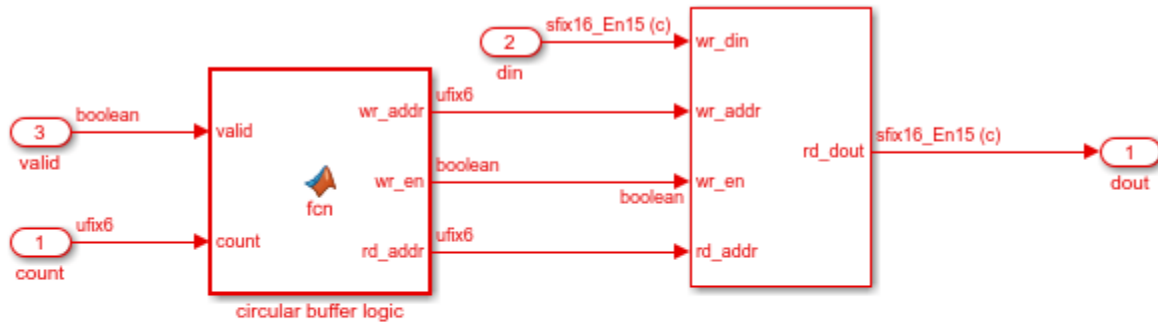 sfix16_En15 (c)
2
din
wr_din
boolean
3
valid
valid
wr_addr
ufix6
wr_addr
wr_en
boolean
boolean
wr_en
fcn
rd_dout
sfix16_En15 (c)
1
dout
ufix6
1
count
count
rd_addr
ufix6
rd_addr
circular buffer logic